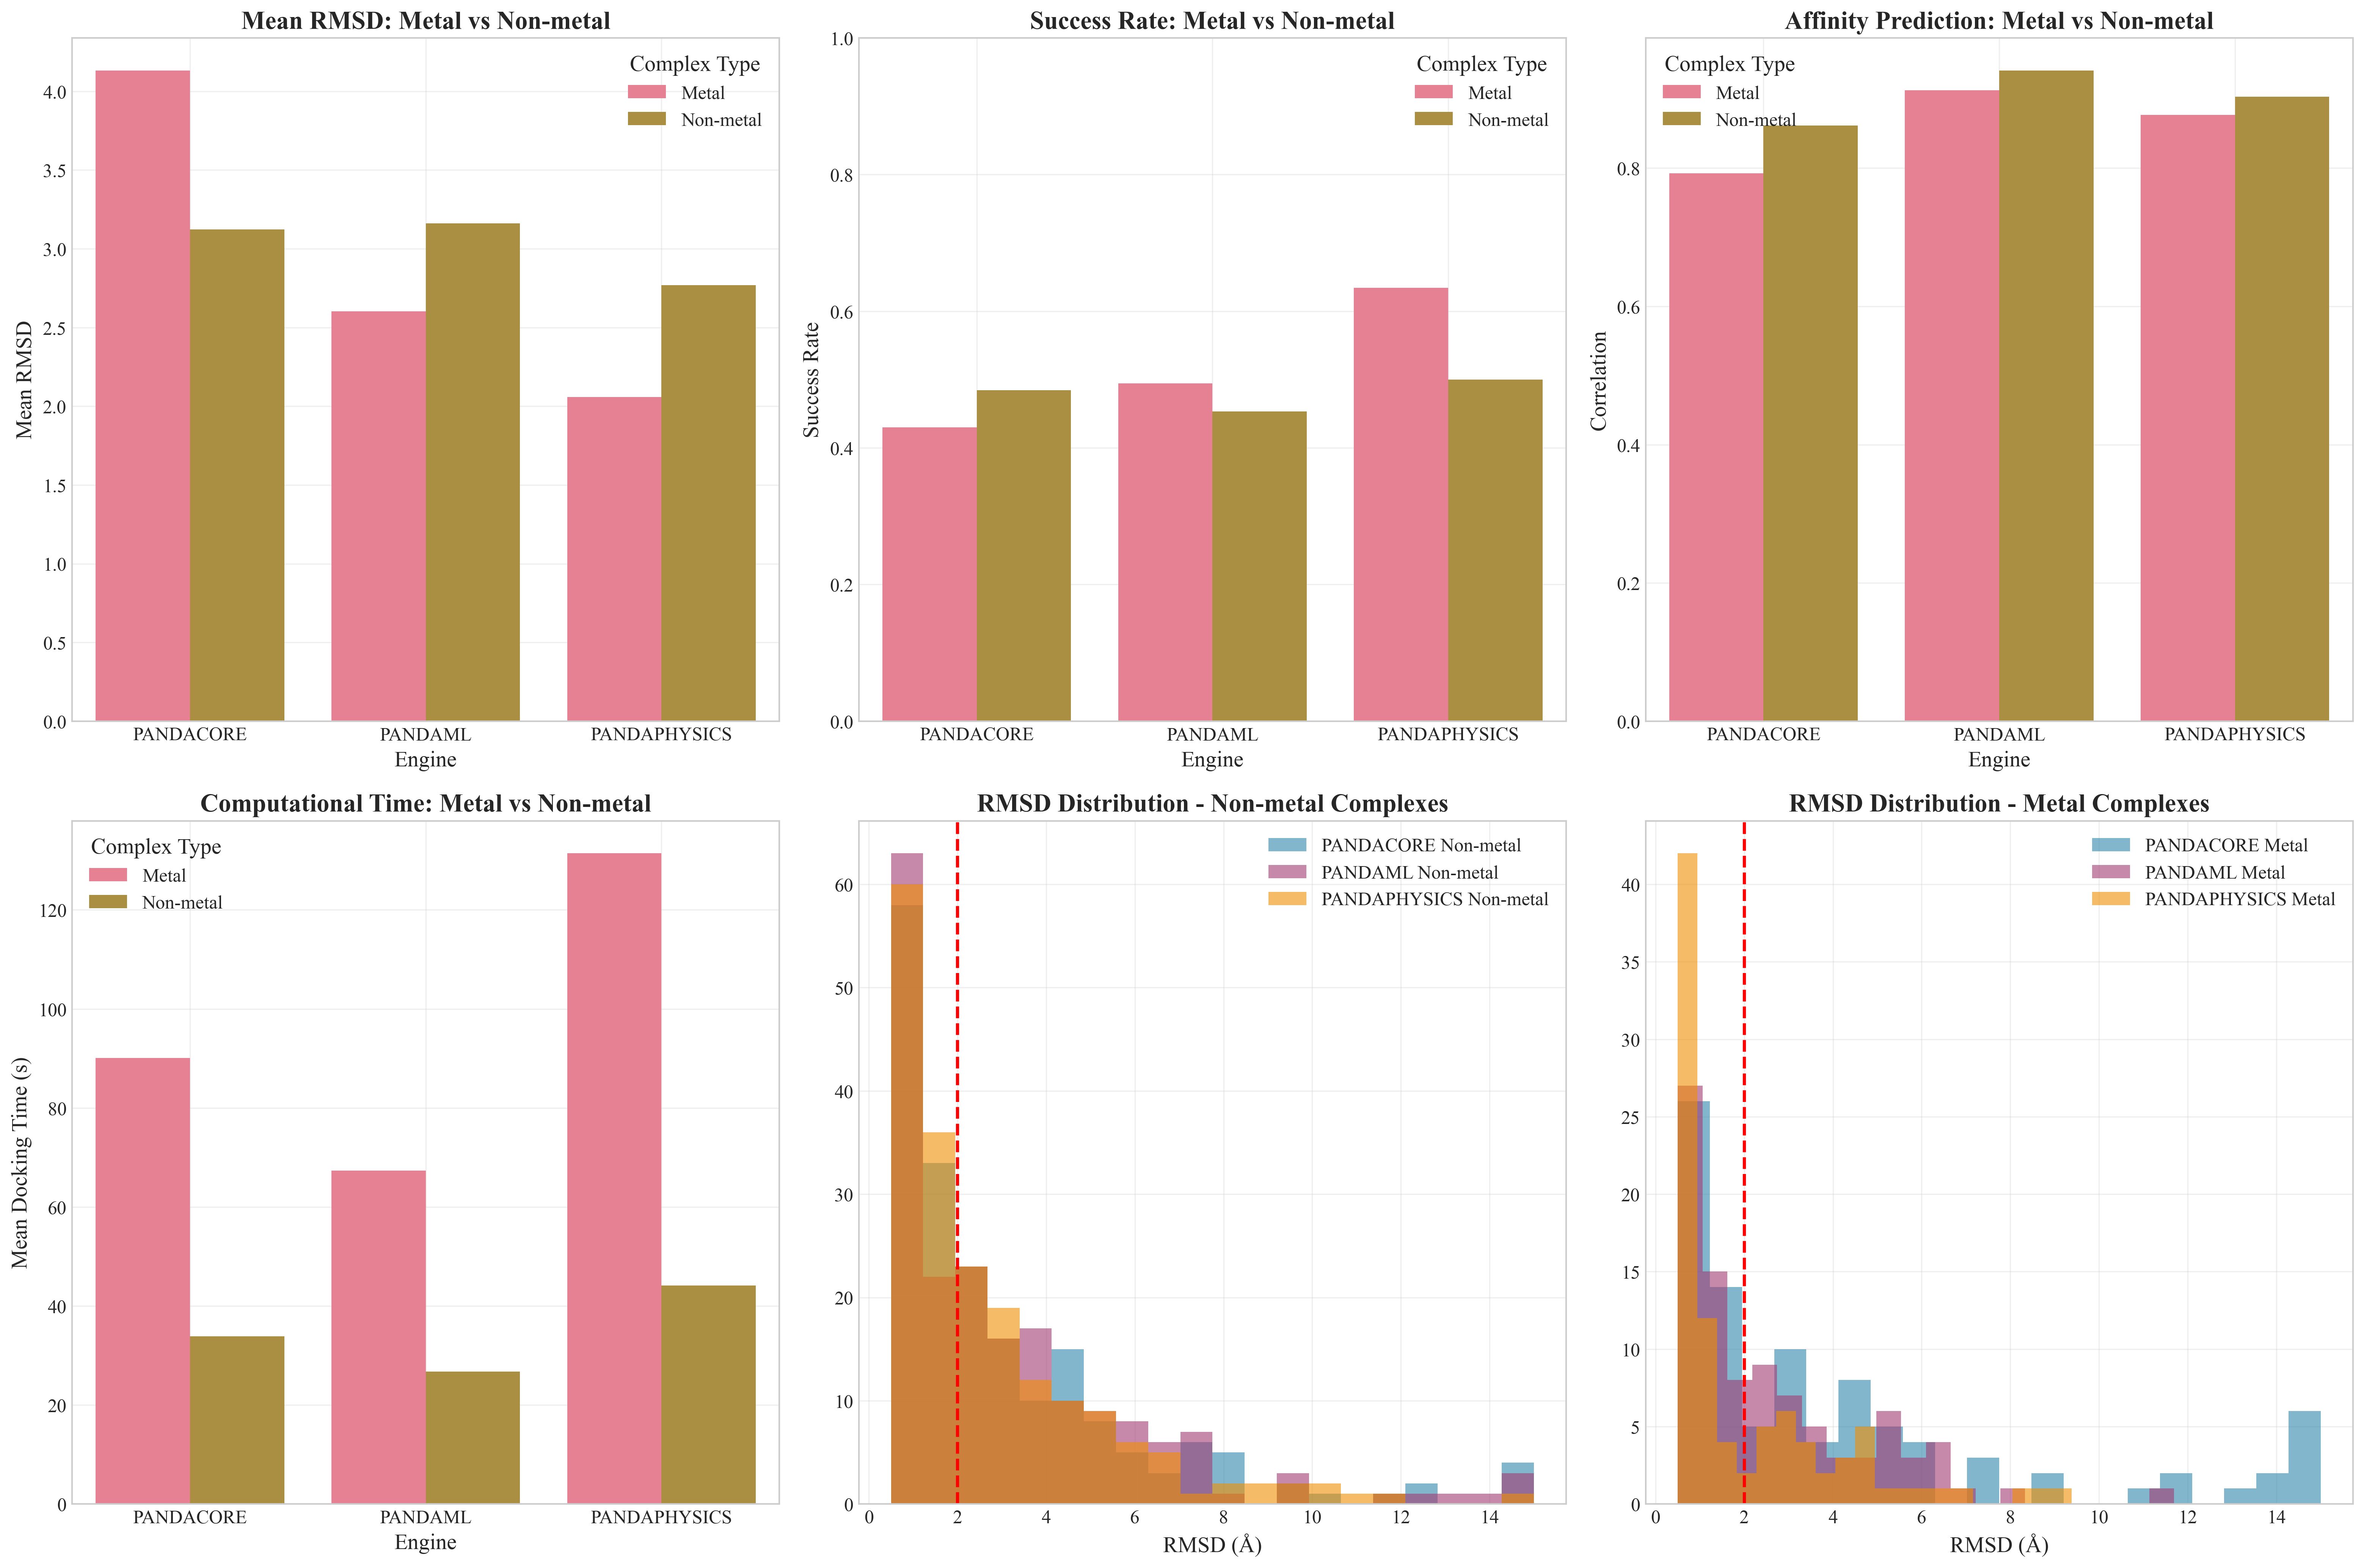 Mean RMSD: Metal vs Non-metal
Complex Type
Metal
Non-metal
Mean RMSD
4.0
3.5
3.0
2.5
2.0
1.5
1.0
0.5
0.0
PANDACORE
PANDAML
PANDAPHYSICS
Engine
Success Rate: Metal vs Non-metal
Complex Type
Metal
Non-metal
Success Rate
1.0
0.8
0.6
0.4
0.2
0.0
PANDACORE
PANDAML
PANDAPHYSICS
Engine
Affinity Prediction: Metal vs Non-metal
Complex Type
Metal
Non-metal
Correlation
0.8
0.6
0.4
0.2
0.0
PANDACORE
PANDAML
PANDAPHYSICS
Engine
Computational Time: Metal vs Non-metal
Complex Type
Metal
Non-metal
Mean Docking Time (s)
120
100
80
60
40
20
0
PANDACORE
PANDAML
PANDAPHYSICS
Engine
RMSD Distribution - Non-metal Complexes
PANDACORE Non-metal
PANDAML Non-metal
PANDAPHYSICS Non-metal
60
50
40
30
20
10
0
0 2 4 6 8 10 12 14
RMSD (Å)
RMSD Distribution - Metal Complexes
PANDACORE Metal
PANDAML Metal
PANDAPHYSICS Metal
40
35
30
25
20
15
10
5
0
0 2 4 6 8 10 12 14
RMSD (Å)